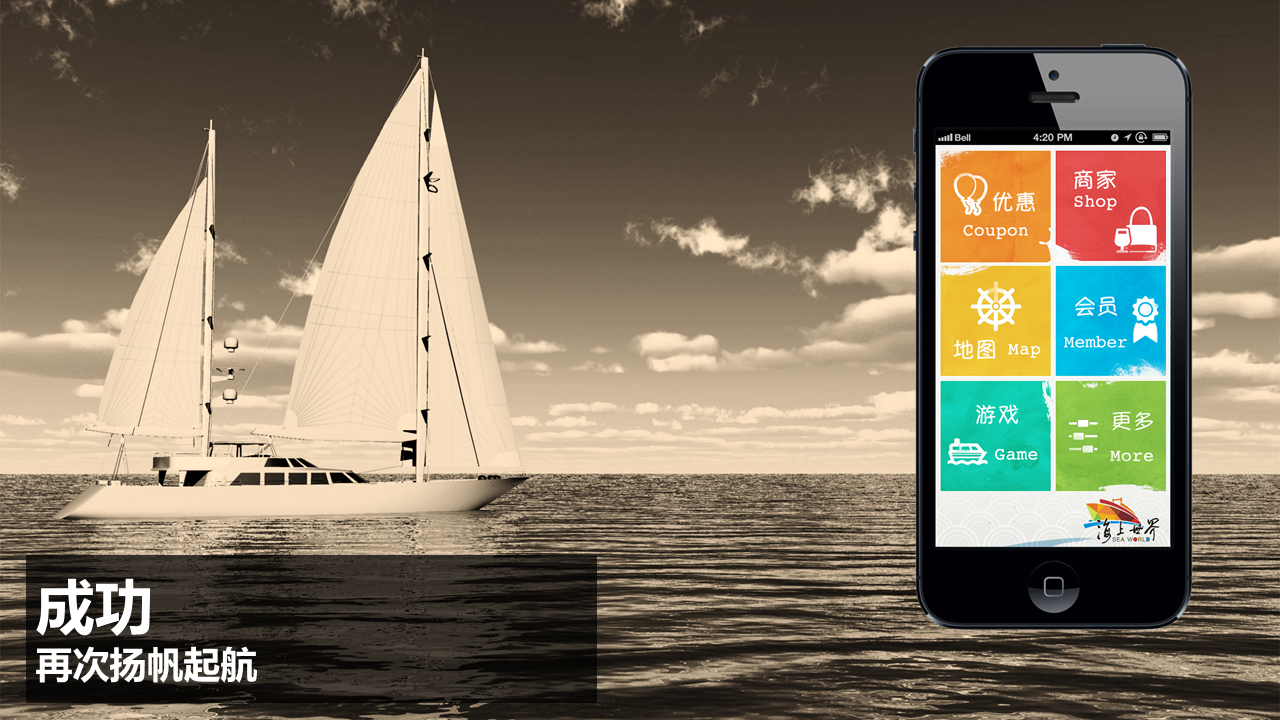 Bell 4:20 PM
优惠
Coupon
商家
Shop
地图 Map
会员
Member
游戏
Game
更多
More
海上世界
SEA WORLD
成功
再次扬帆起航